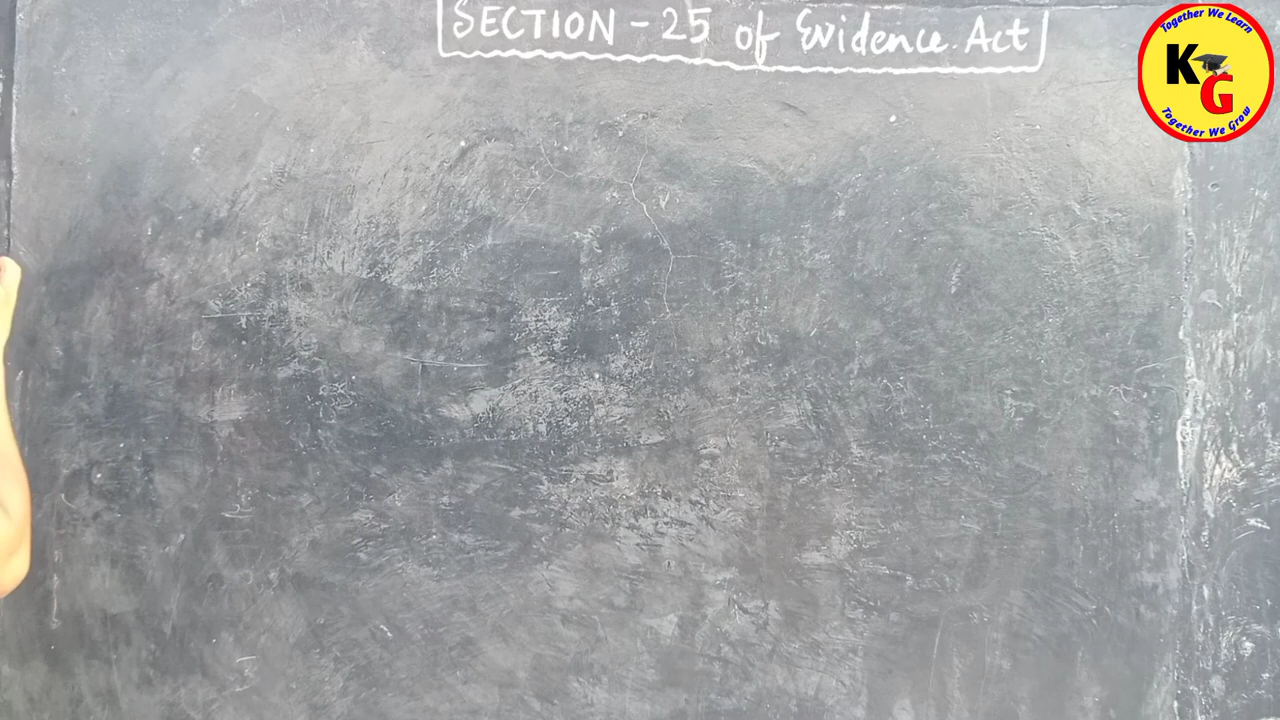 SECTION - 25 of Evidence Act
Together We Learn
KG
Together We Grow